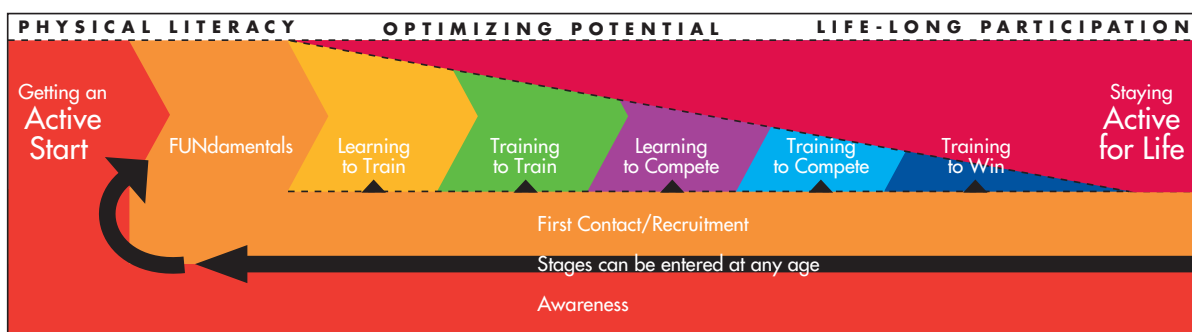 PHYSICAL LITERACY OPTIMIZING POTENTIAL LIFE-LONG PARTICIPATION
Getting an
Active
Start
FUNdamentals
Learning
to Train
Training
to Train
Learning
to Compete
Training
to Compete
Training
to Win
Staying
Active
for Life
First Contact/Recruitment
Stages can be entered at any age
Awareness